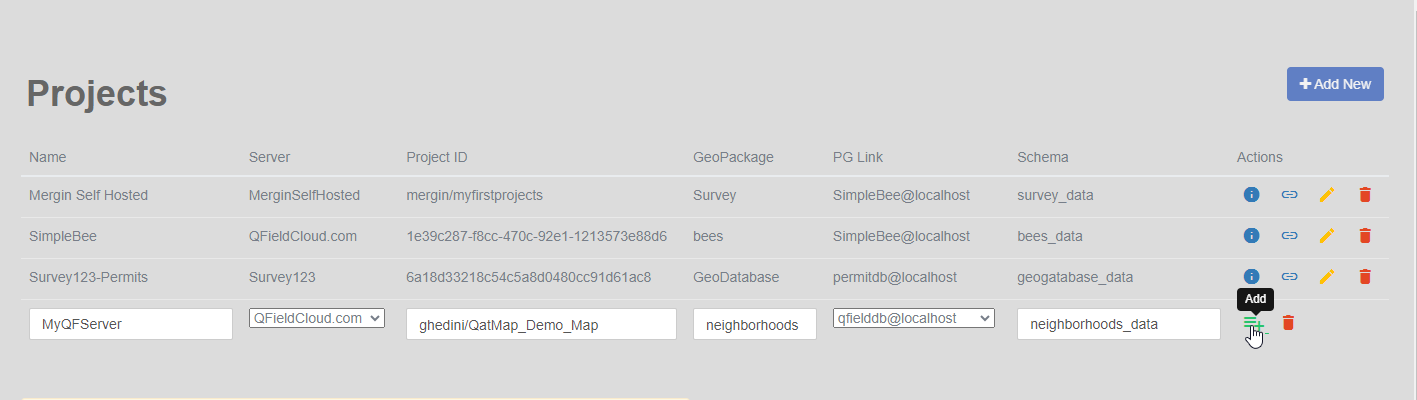 Projects
Add New
Name Server Project ID GeoPackage PG Link Schema Actions
Mergin Self Hosted MerginSelfHosted mergin/myfirstprojects Survey SimpleBee@localhost survey_data
SimpleBee QFieldCloud.com 1e39c287-f8cc-470c-92e1-1213573e88d6 bees SimpleBee@localhost bees_data
Survey123-Permits Survey123 6a18d33218c54c5a8d0480cc91d61ac8 GeoDatabase permitdb@localhost geogatabase_data
Add
MyQFServer QFieldCloud.com ghedini/QatMap_Demo_Map neighborhoods qfielddb@localhost neighborhoods_data